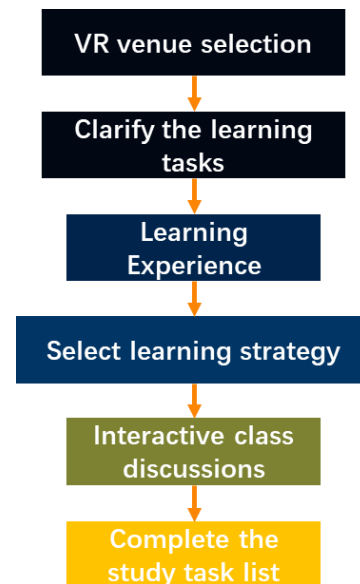 VR venue selection
Clarify the learning
tasks
Learning
Experience
Select learning strategy
Interactive class
discussions
Complete the
study task list